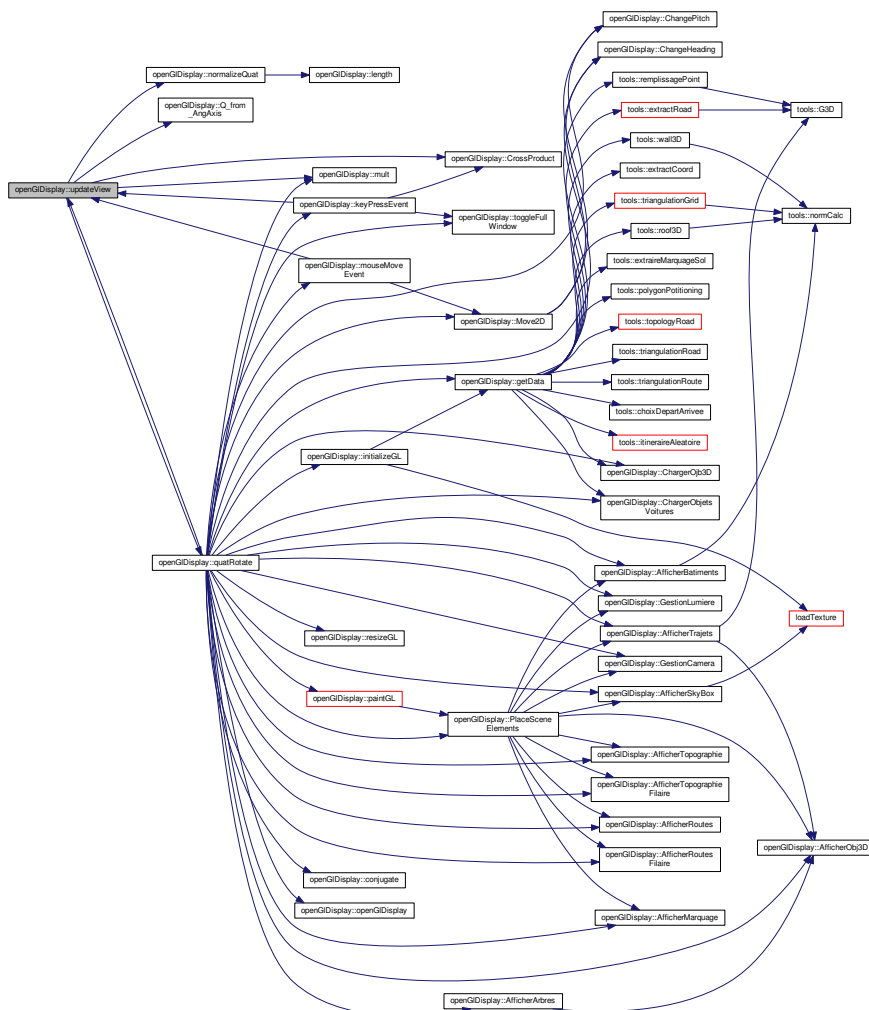 openGlDisplay::ChangePitch
openGlDisplay::ChangeHeading
openGlDisplay::normalizeQuat
openGlDisplay::length
tools::remplissagePoint
openGlDisplay::Q_from
_AngAxis
tools::extractRoad
tools::G3D
tools::wall3D
openGlDisplay::CrossProduct
tools::extractCoord
openGlDisplay::mult
openGlDisplay::updateView
openGlDisplay::keyPressEvent
tools::triangulationGrid
openGlDisplay::toggleFull
Window
tools::normCalc
tools::roof3D
openGlDisplay::mouseMove
Event
tools::extraireMarquageSol
tools::polygonPotitioning
openGlDisplay::Move2D
tools::topologyRoad
tools::triangulationRoad
openGlDisplay::getData
tools::triangulationRoute
tools::choixDepartArrivee
tools::itineraireAleatoire
openGlDisplay::initializeGL
openGlDisplay::ChargerOjb3D
openGlDisplay::ChargerObjets
Voitures
openGlDisplay::quatRotate
openGlDisplay::AfficherBatiments
openGlDisplay::GestionLumiere
loadTexture
openGlDisplay::resizeGL
openGlDisplay::AfficherTrajets
openGlDisplay::GestionCamera
openGlDisplay::paintGL
openGlDisplay::AfficherSkyBox
openGlDisplay::PlaceScene
Elements
openGlDisplay::AfficherTopographie
openGlDisplay::AfficherTopographie
Filaire
openGlDisplay::AfficherRoutes
openGlDisplay::AfficherObj3D
openGlDisplay::AfficherRoutes
Filaire
openGlDisplay::conjugate
openGlDisplay::openGlDisplay
openGlDisplay::AfficherMarquage
openGlDisplay::AfficherArbres